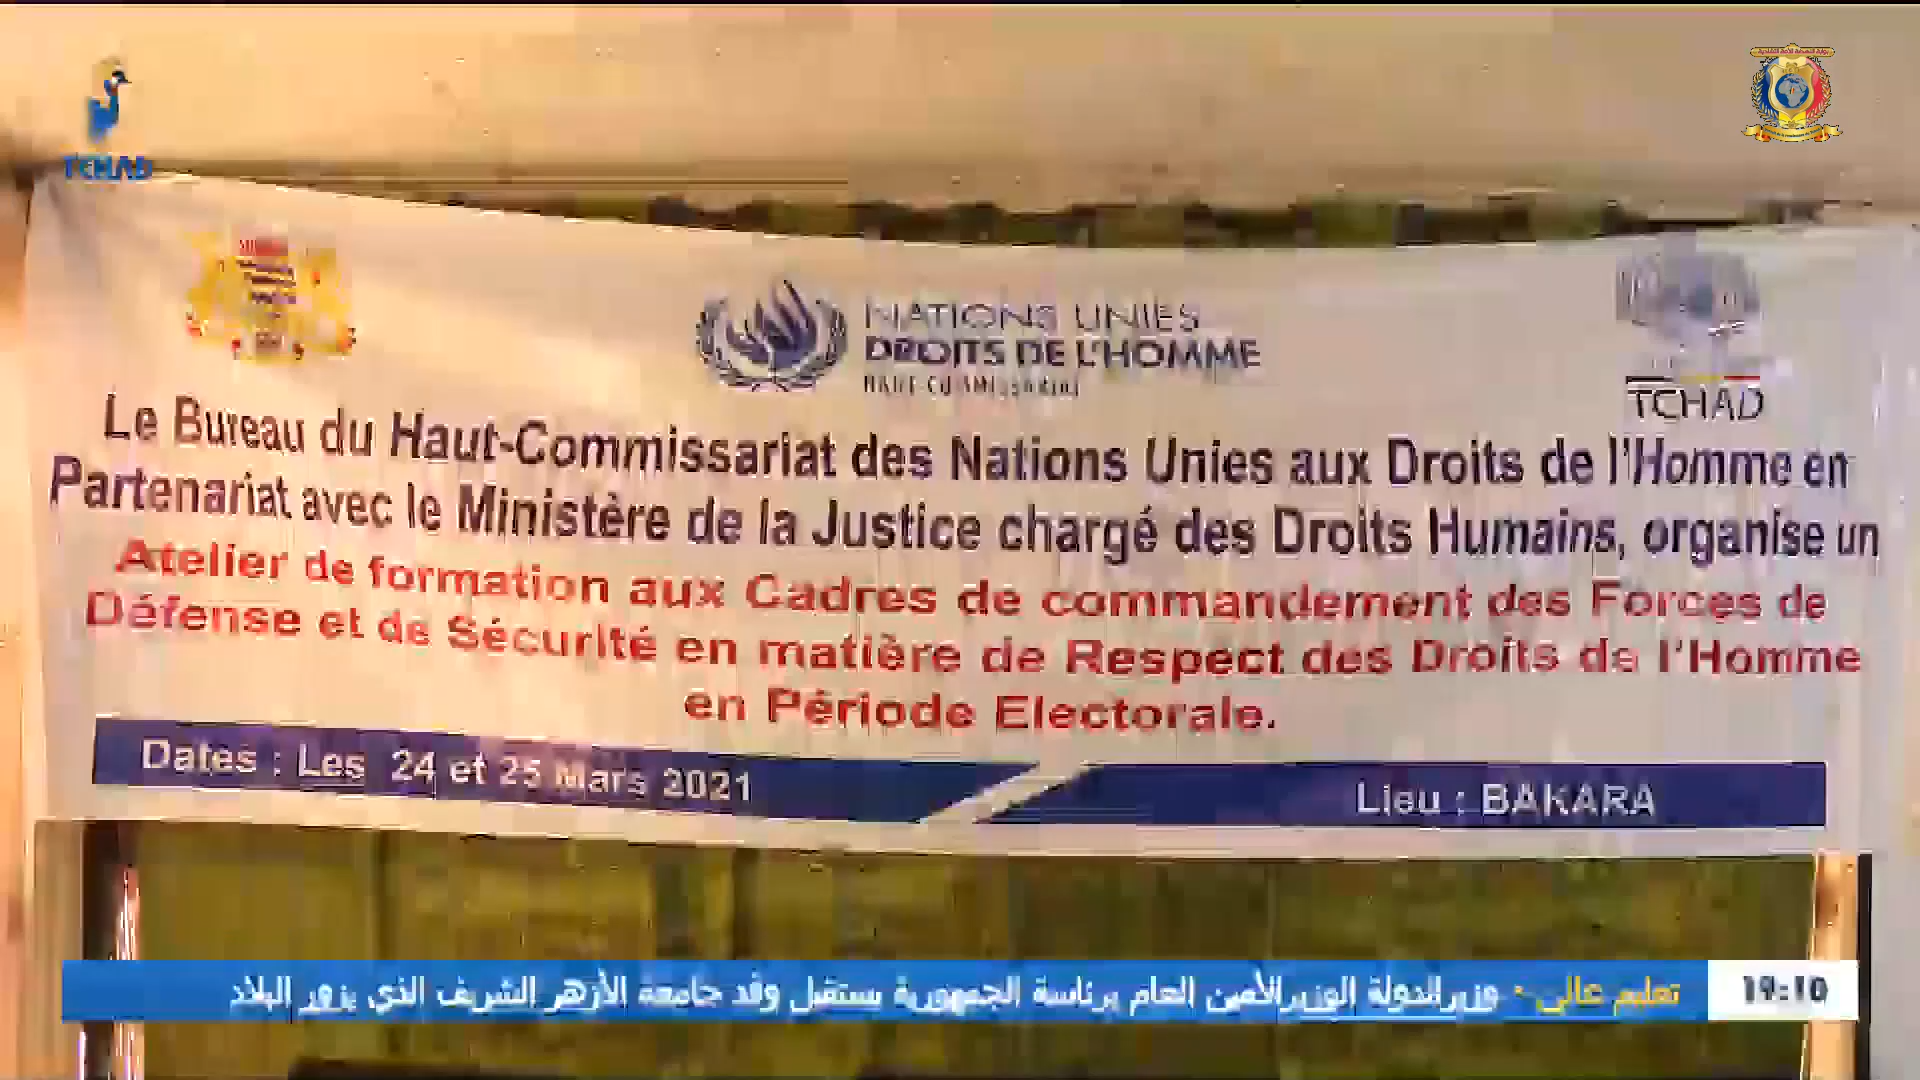 TCHAD
NATIONS UNIES
DROITS DE L'HOMME
HAUT-COMMISSARIAT
TCHAD
Le Bureau du Haut-Commissariat des Nations Unies aux Droits de l'Homme en
Partenariat avec le Ministère de la Justice chargé des Droits Humains, organise un
Atelier de formation aux Cadres de commandement des Forces de
Défense et de Sécurité en matière de Respect des Droits de l'Homme
en Période Electorale.
Dates : Les 24 et 25 Mars 2021
Lieu : BAKARA
تعليم عالي • وزيرالدولة الوزيرالأمين العام برئاسة الجمهورية يستقبل وفد جامعة الأزهر الشريف الذي يزور البلاد
19:10